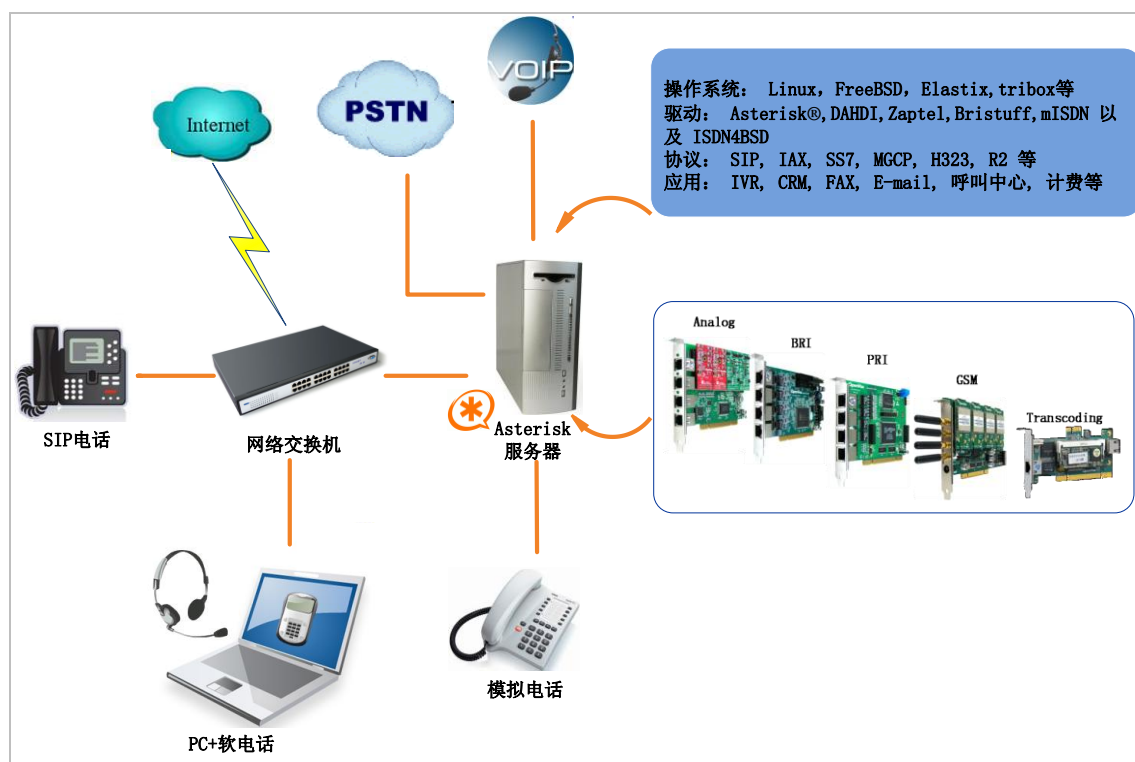 VOIP
PSTN
Internet
操作系统： Linux，FreeBSD，Elastix,tribox等
驱动： Asterisk®,DAHDI,Zaptel,Bristuff,mISDN 以
及 ISDN4BSD
协议： SIP, IAX, SS7, MGCP, H323, R2 等
应用： IVR, CRM, FAX, E-mail, 呼叫中心, 计费等
Analog
BRI
PRI
GSM
Transcoding
SIP电话
网络交换机
Asterisk
服务器
模拟电话
PC+软电话